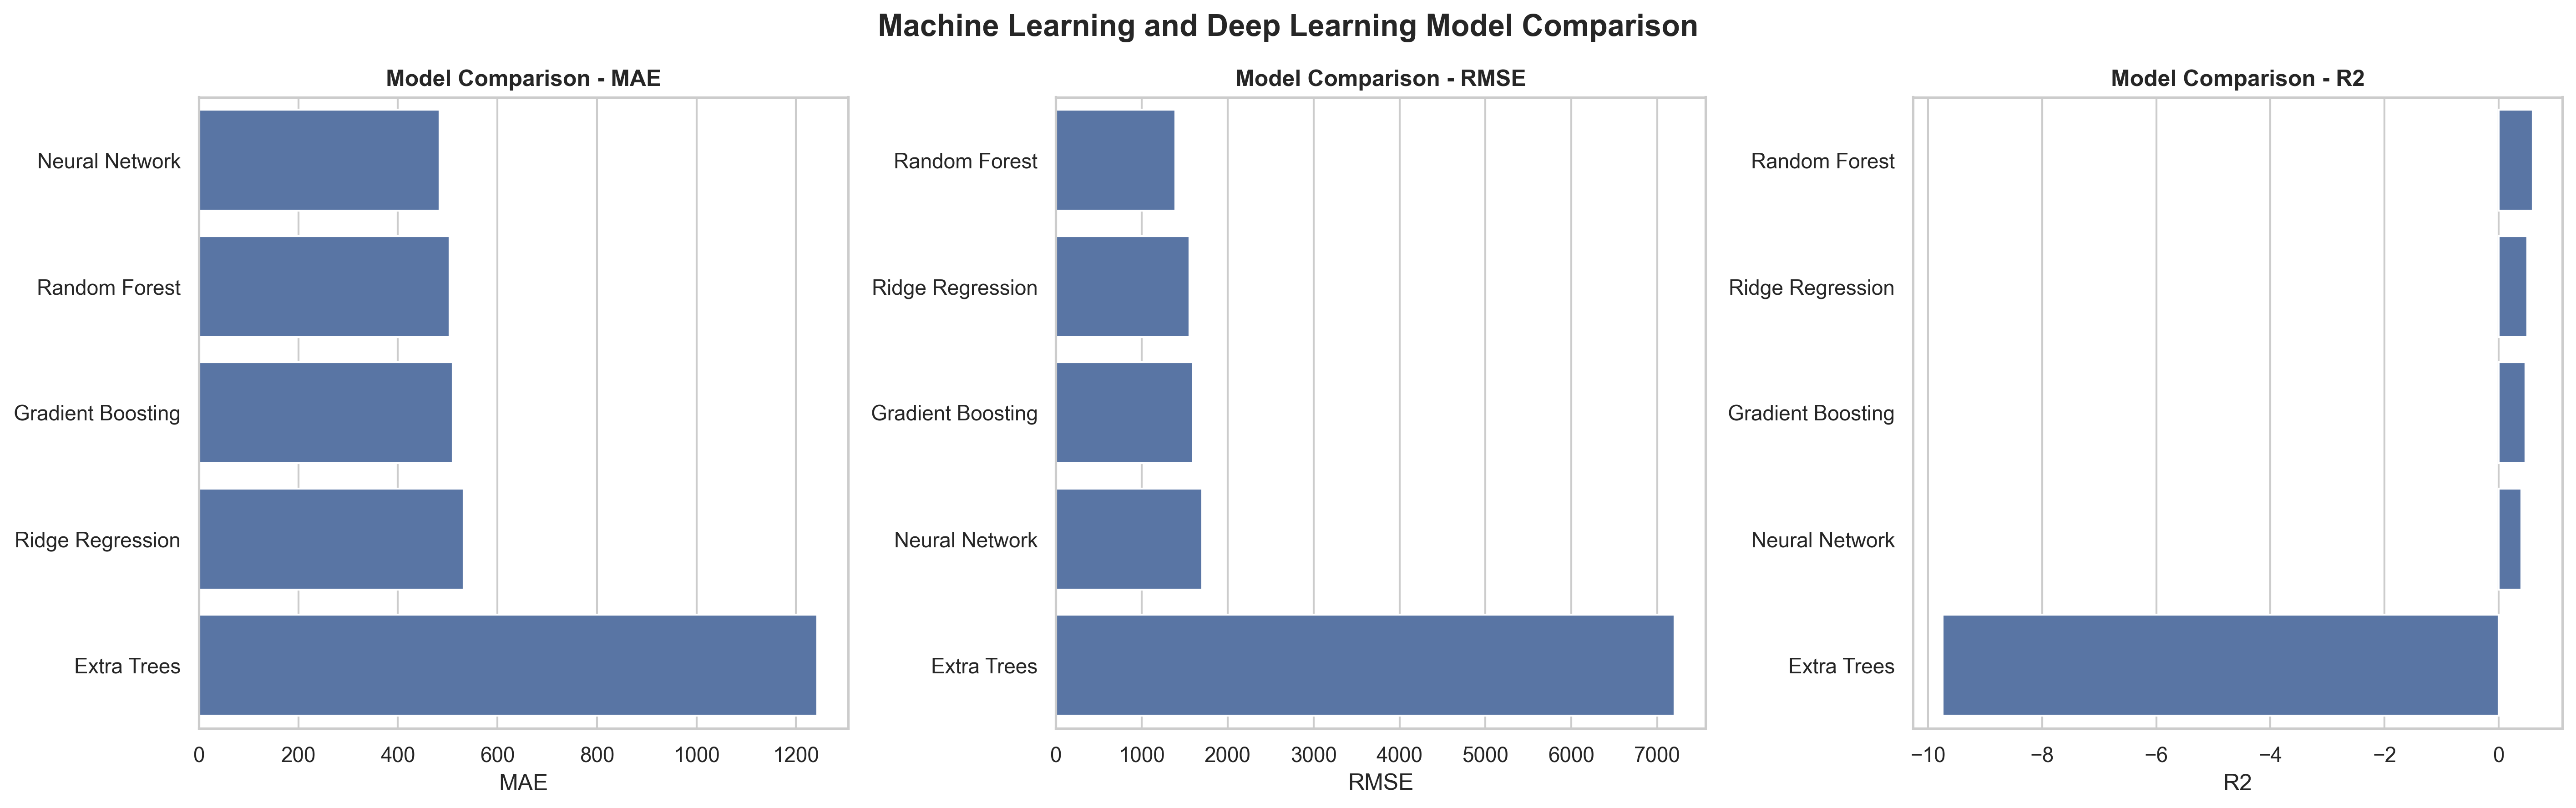 Machine Learning and Deep Learning Model Comparison
Model Comparison - MAE
Neural Network
Random Forest
Gradient Boosting
Ridge Regression
Extra Trees
0 200 400 600 800 1000 1200
MAE
Model Comparison - RMSE
Random Forest
Ridge Regression
Gradient Boosting
Neural Network
Extra Trees
0 1000 2000 3000 4000 5000 6000 7000
RMSE
Model Comparison - R2
Random Forest
Ridge Regression
Gradient Boosting
Neural Network
Extra Trees
−10 −8 −6 −4 −2 0
R2